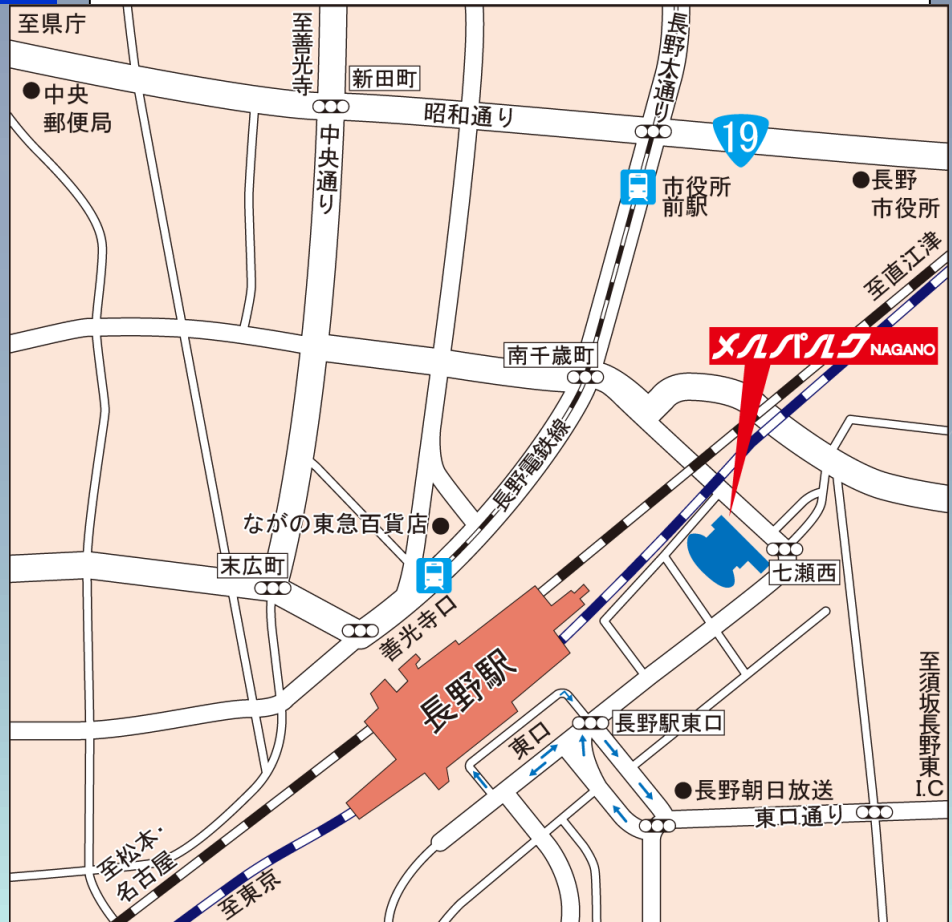 至県庁
至善光寺
長野大通り
新田町
中央
郵便局
昭和通り
中央通り
19
市役所
前駅
長野
市役所
至直江津
メルパルク NAGANO
南千歳町
長野電鉄線
ながの東急百貨店
末広町
七瀬西
善光寺口
長野駅
至須坂長野東I.C
長野駅東口
東口
長野朝日放送
東口通り
至松本・
名古屋
至東京